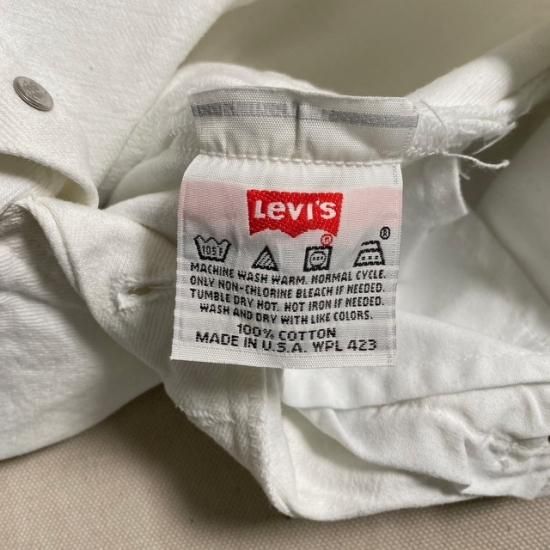 Levi's
®
105F
®
MACHINE WASH WARM. NORMAL CYCLE.
ONLY NON-CHLORINE BLEACH IF NEEDED.
TUMBLE DRY HOT. HOT IRON IF NEEDED.
WASH AND DRY WITH LIKE COLORS.
100% COTTON
MADE IN U.S.A. WPL 423